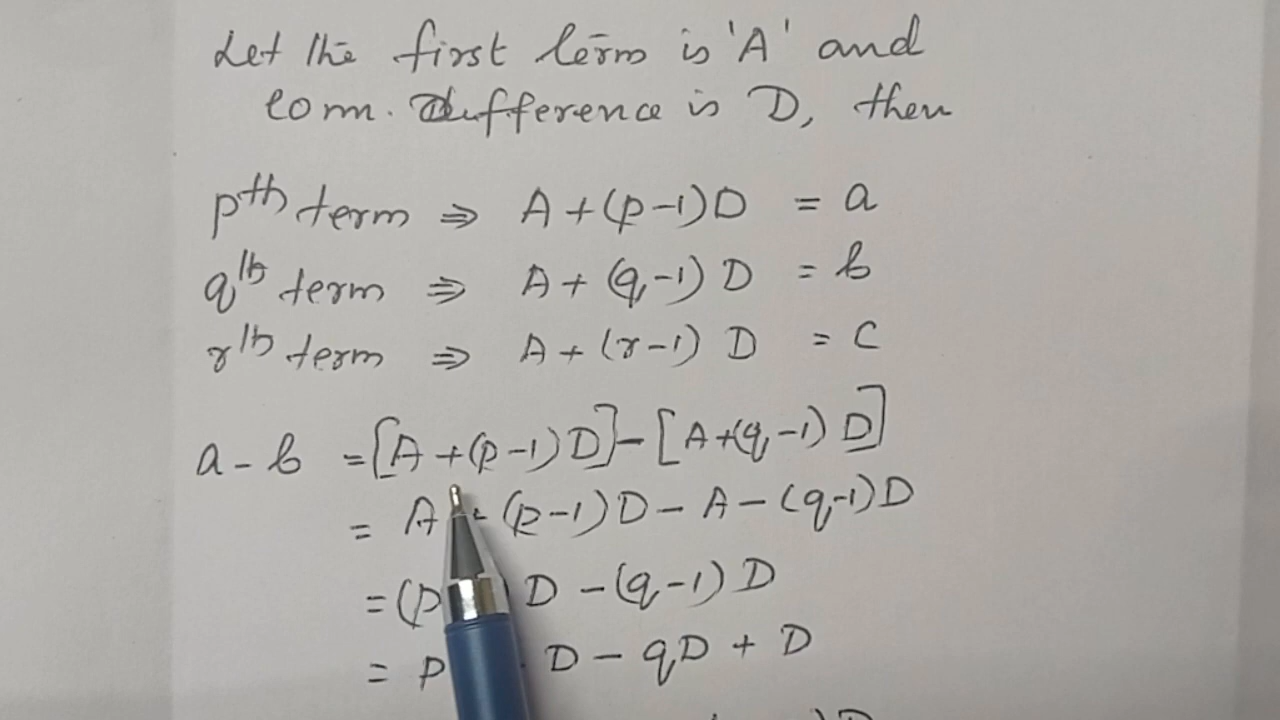 Let the first term is 'A' and
com. difference is D, then
pth term ⇒ A + (p-1)D = a
qth term ⇒ A + (q-1) D = b
rth term ⇒ A + (r-1) D = c
a - b = [A + (p-1) D] - [A + (q-1) D]
= A + (p-1) D - A - (q-1) D
= (p D - (q-1) D
= p D - qD + D
) D